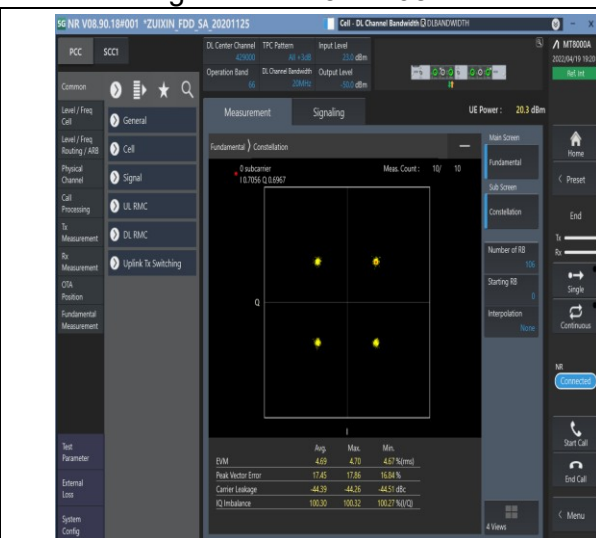 5G NR V08.90.18#001 *ZUIXIN_FDD_SA_20201125
Cell - DL Channel Bandwidth DLBANDWIDTH
PCC
SCC1
DL Center Channel
429000
TPC Pattern
All +3dB
Input Level
23.0 dBm
Operation Band
66
DL Channel Bandwidth
20MHz
Output Level
-50.0 dBm
MT8000A
2022/04/19 19:20
Ref. Int
Common
Level / Freq
Cell
Level / Freq
Routing / ARB
Physical
Channel
Call
Processing
Tx
Measurement
Rx
Measurement
OTA
Position
Fundamental
Measurement
Test
Parameter
External
Loss
System
Config
General
Cell
Signal
UL RMC
DL RMC
Uplink Tx Switching
Measurement
Signaling
UE Power : 20.3 dBm
Fundamental 〉 Constellation
0 subcarrier
I 0.7056 Q 0.6967
Meas. Count : 10/ 10
Q
I
Avg. Max. Min.
EVM 4.69 4.70 4.67 %(rms)
Peak Vector Error 17.45 17.86 16.84 %
Carrier Leakage -44.39 -44.26 -44.51 dBc
IQ Imbalance 100.30 100.32 100.27 %(I/Q)
Main Screen
Fundamental
Sub Screen
Constellation
Number of RB
106
Starting RB
0
Interpolation
None
4 Views
Home
Preset
End
Tx
Rx
Single
Continuous
NR
Connected
Start Call
End Call
Menu